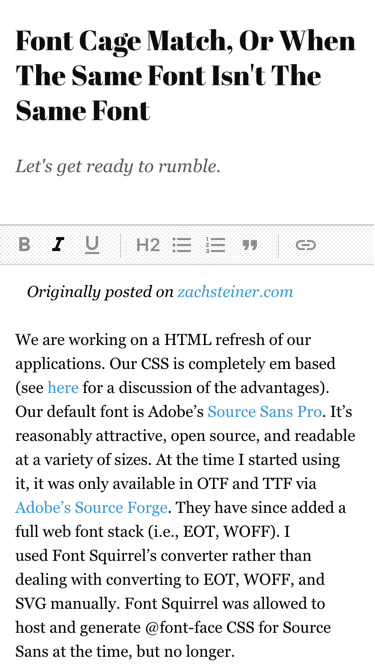 Font Cage Match, Or When
The Same Font Isn't The
Same Font
Let's get ready to rumble.
B I U H2
Originally posted on zachsteiner.com
We are working on a HTML refresh of our
applications. Our CSS is completely em based
(see here for a discussion of the advantages).
Our default font is Adobe’s Source Sans Pro. It’s
reasonably attractive, open source, and readable
at a variety of sizes. At the time I started using
it, it was only available in OTF and TTF via
Adobe’s Source Forge. They have since added a
full web font stack (i.e., EOT, WOFF). I
used Font Squirrel’s converter rather than
dealing with converting to EOT, WOFF, and
SVG manually. Font Squirrel was allowed to
host and generate @font-face CSS for Source
Sans at the time, but no longer.